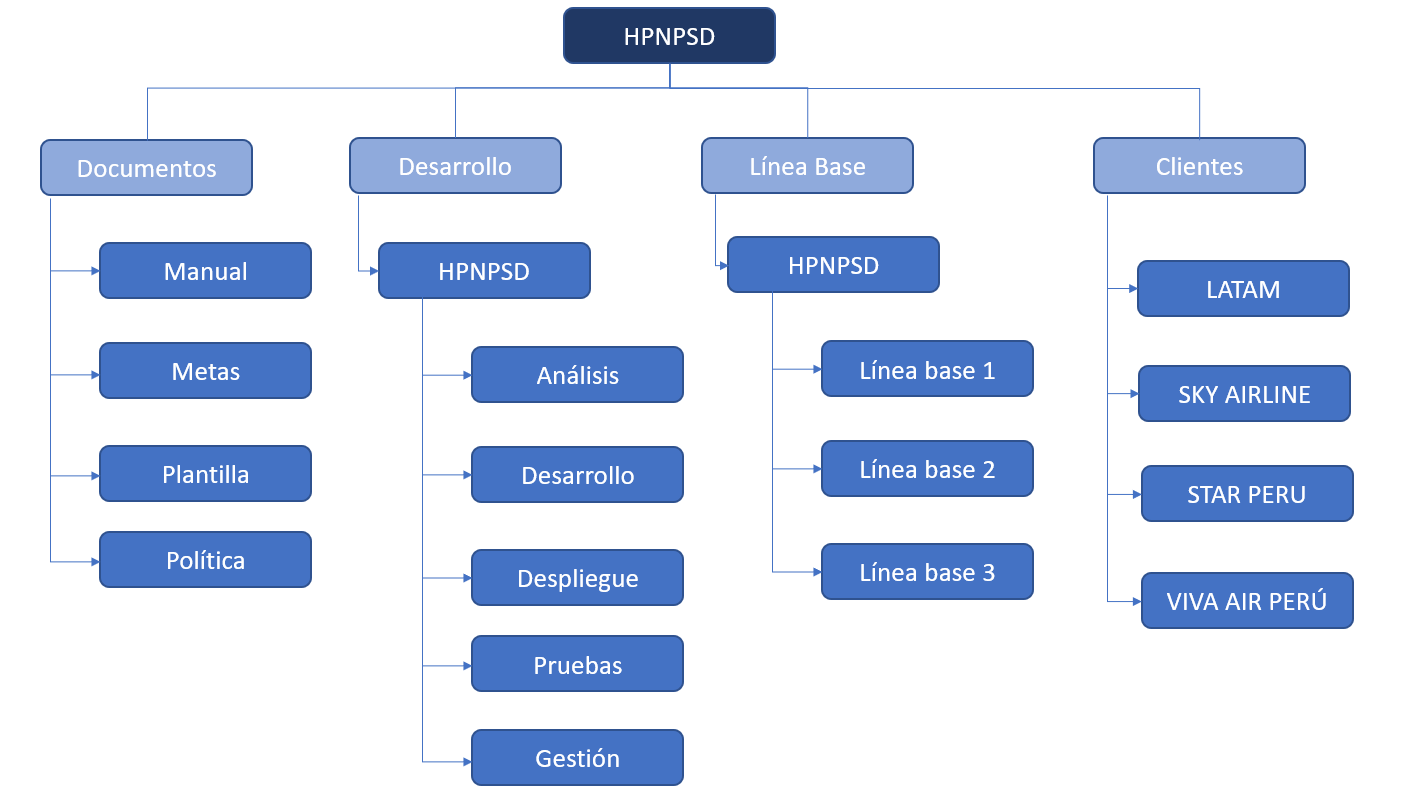 HPNPSD
Documentos
Manual
Metas
Plantilla
Política
Desarrollo
HPNPSD
Análisis
Desarrollo
Despliegue
Pruebas
Gestión
Línea Base
HPNPSD
Línea base 1
Línea base 2
Línea base 3
Clientes
LATAM
SKY AIRLINE
STAR PERU
VIVA AIR PERÚ